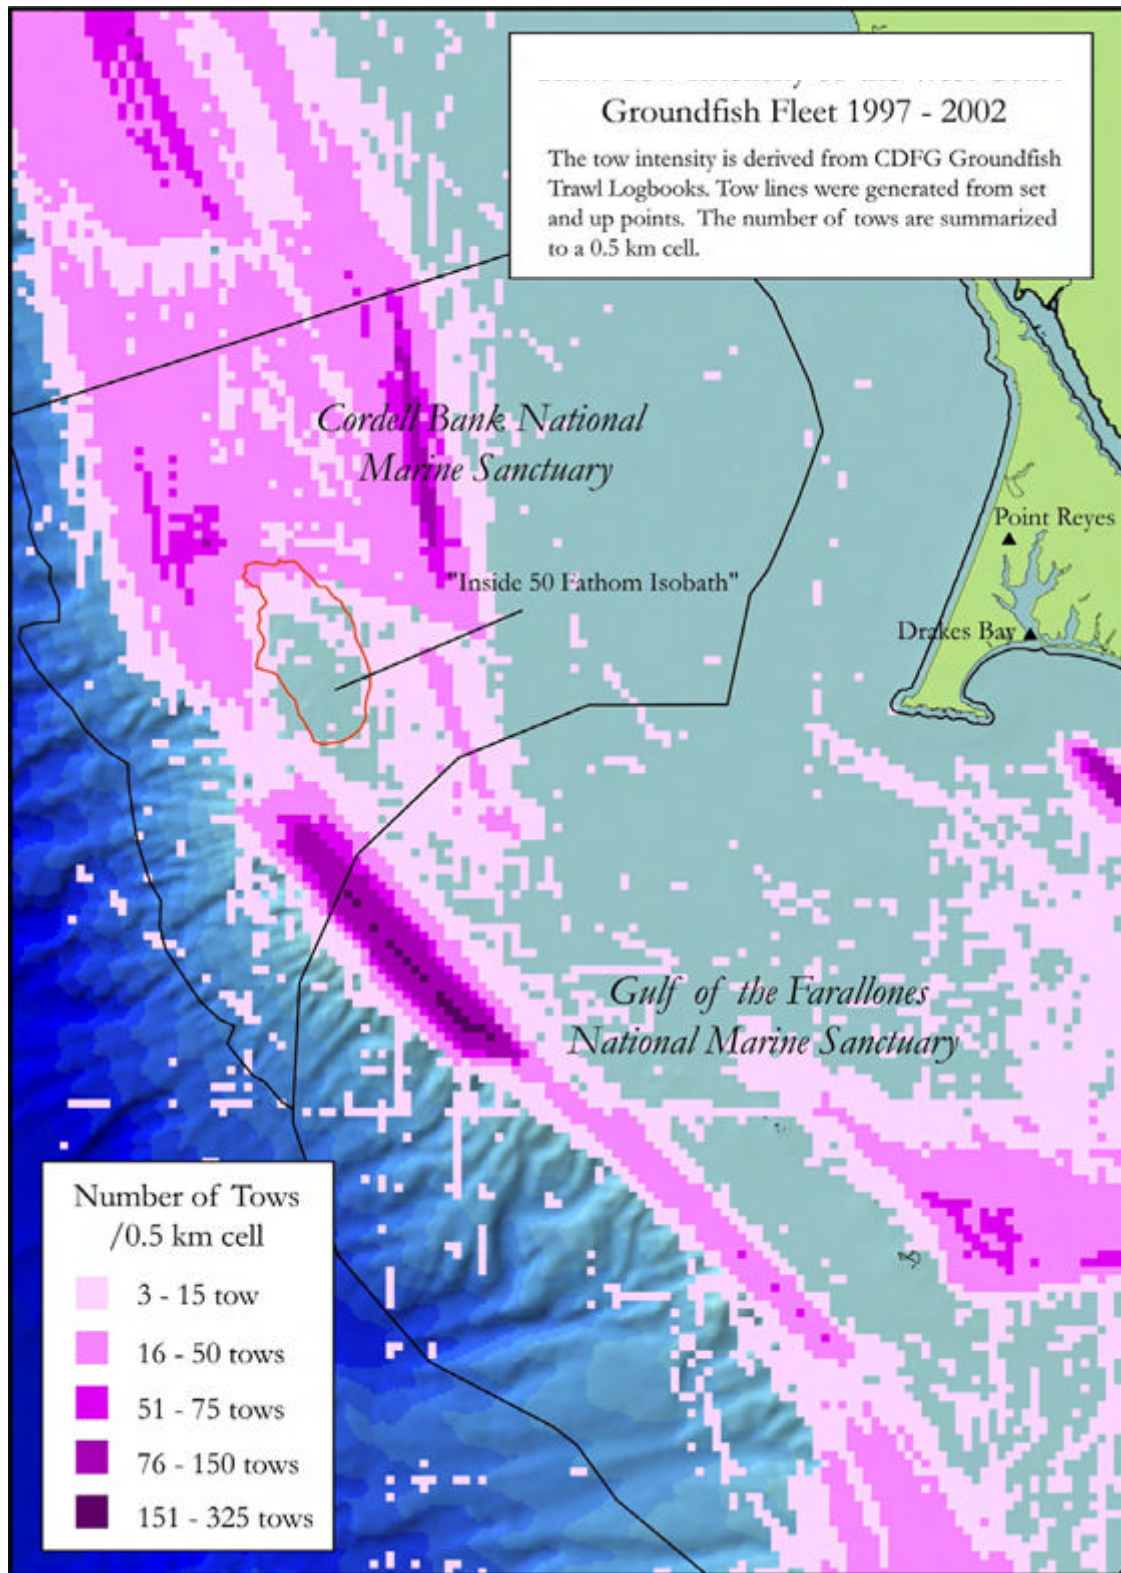 Groundfish Fleet 1997 - 2002
The tow intensity is derived from CDFG Groundfish
Trawl Logbooks. Tow lines were generated from set
and up points. The number of tows are summarized
to a 0.5 km cell.
Cordell Bank National
Marine Sanctuary
Point Reyes
"Inside 50 Fathom Isobath"
Drakes Bay
Gulf of the Farallones
National Marine Sanctuary
Number of Tows
/0.5 km cell
3 - 15 tow
16 - 50 tows
51 - 75 tows
76 - 150 tows
151 - 325 tows